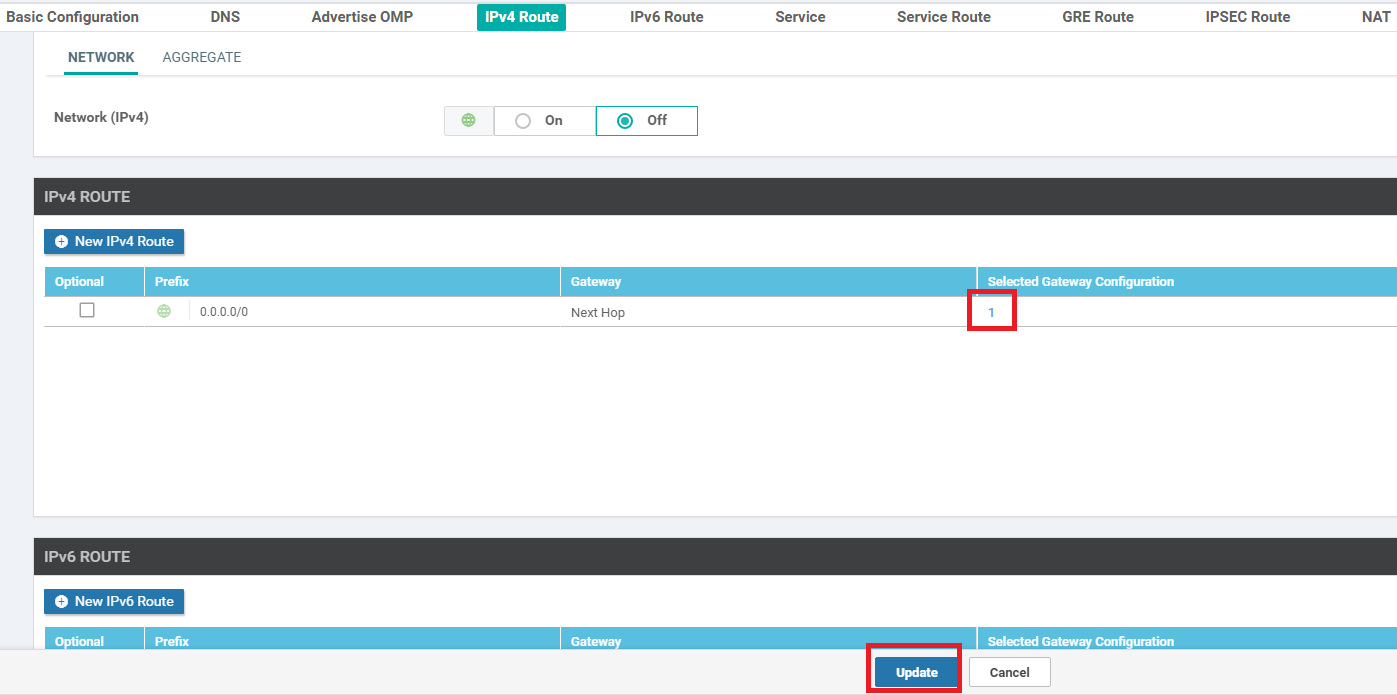 Basic Configuration DNS Advertise OMP IPv4 Route IPv6 Route Service Service Route GRE Route IPSEC Route NAT
NETWORK AGGREGATE
Network (IPv4) On Off
IPv4 ROUTE
New IPv4 Route
Optional Prefix Gateway Selected Gateway Configuration
0.0.0.0/0 Next Hop 1
IPv6 ROUTE
New IPv6 Route
Optional Prefix Gateway Selected Gateway Configuration
Update Cancel